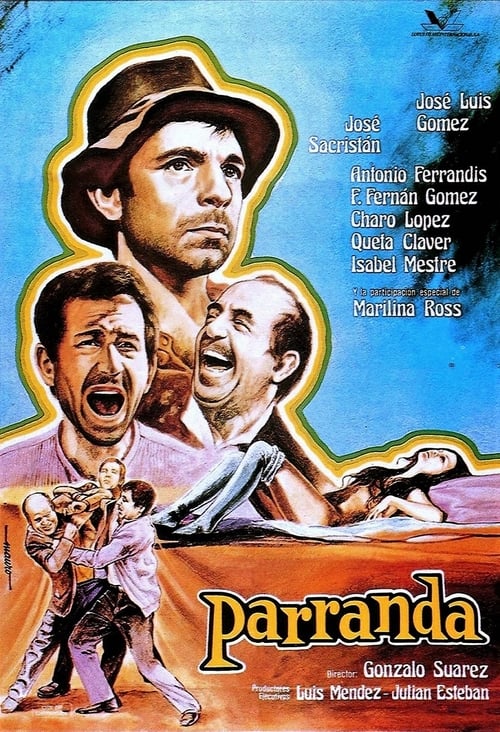 José Luis
Gomez
José
Sacristán
Antonio Ferrandis
F. Fernán Gomez
Charo Lopez
Queta Claver
Isabel Mestre
Y la participación especial de
Marilina Ross
mauro
Parranda
Director: Gonzalo Suarez
Productores Ejecutivos: Luis Mendez - Julian Esteban